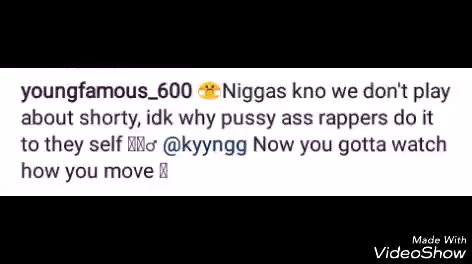 youngfamous_600 😤Niggas kno we don't play
about shorty, idk why pussy ass rappers do it
to they self ♂ @kyyngg Now you gotta watch
how you move
Made With
VideoShow